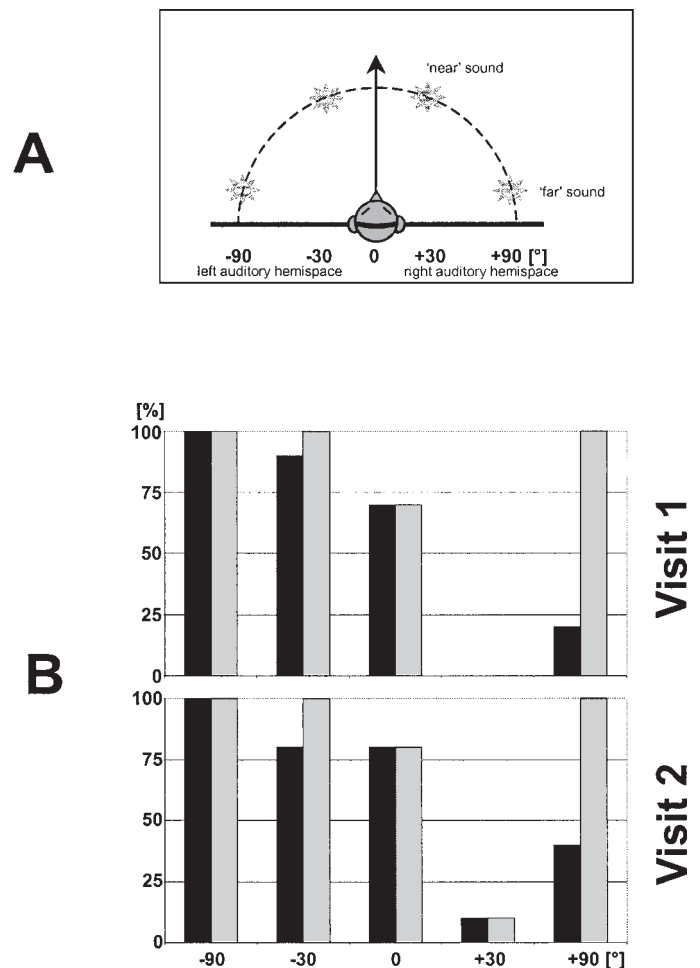 A
'near' sound
'far' sound
-90 -30 0 +30 +90 [°]
left auditory hemispace right auditory hemispace
B
[%]
100
75
50
25
0
Visit 1
100
75
50
25
0
-90 -30 0 +30 +90 [°]
Visit 2